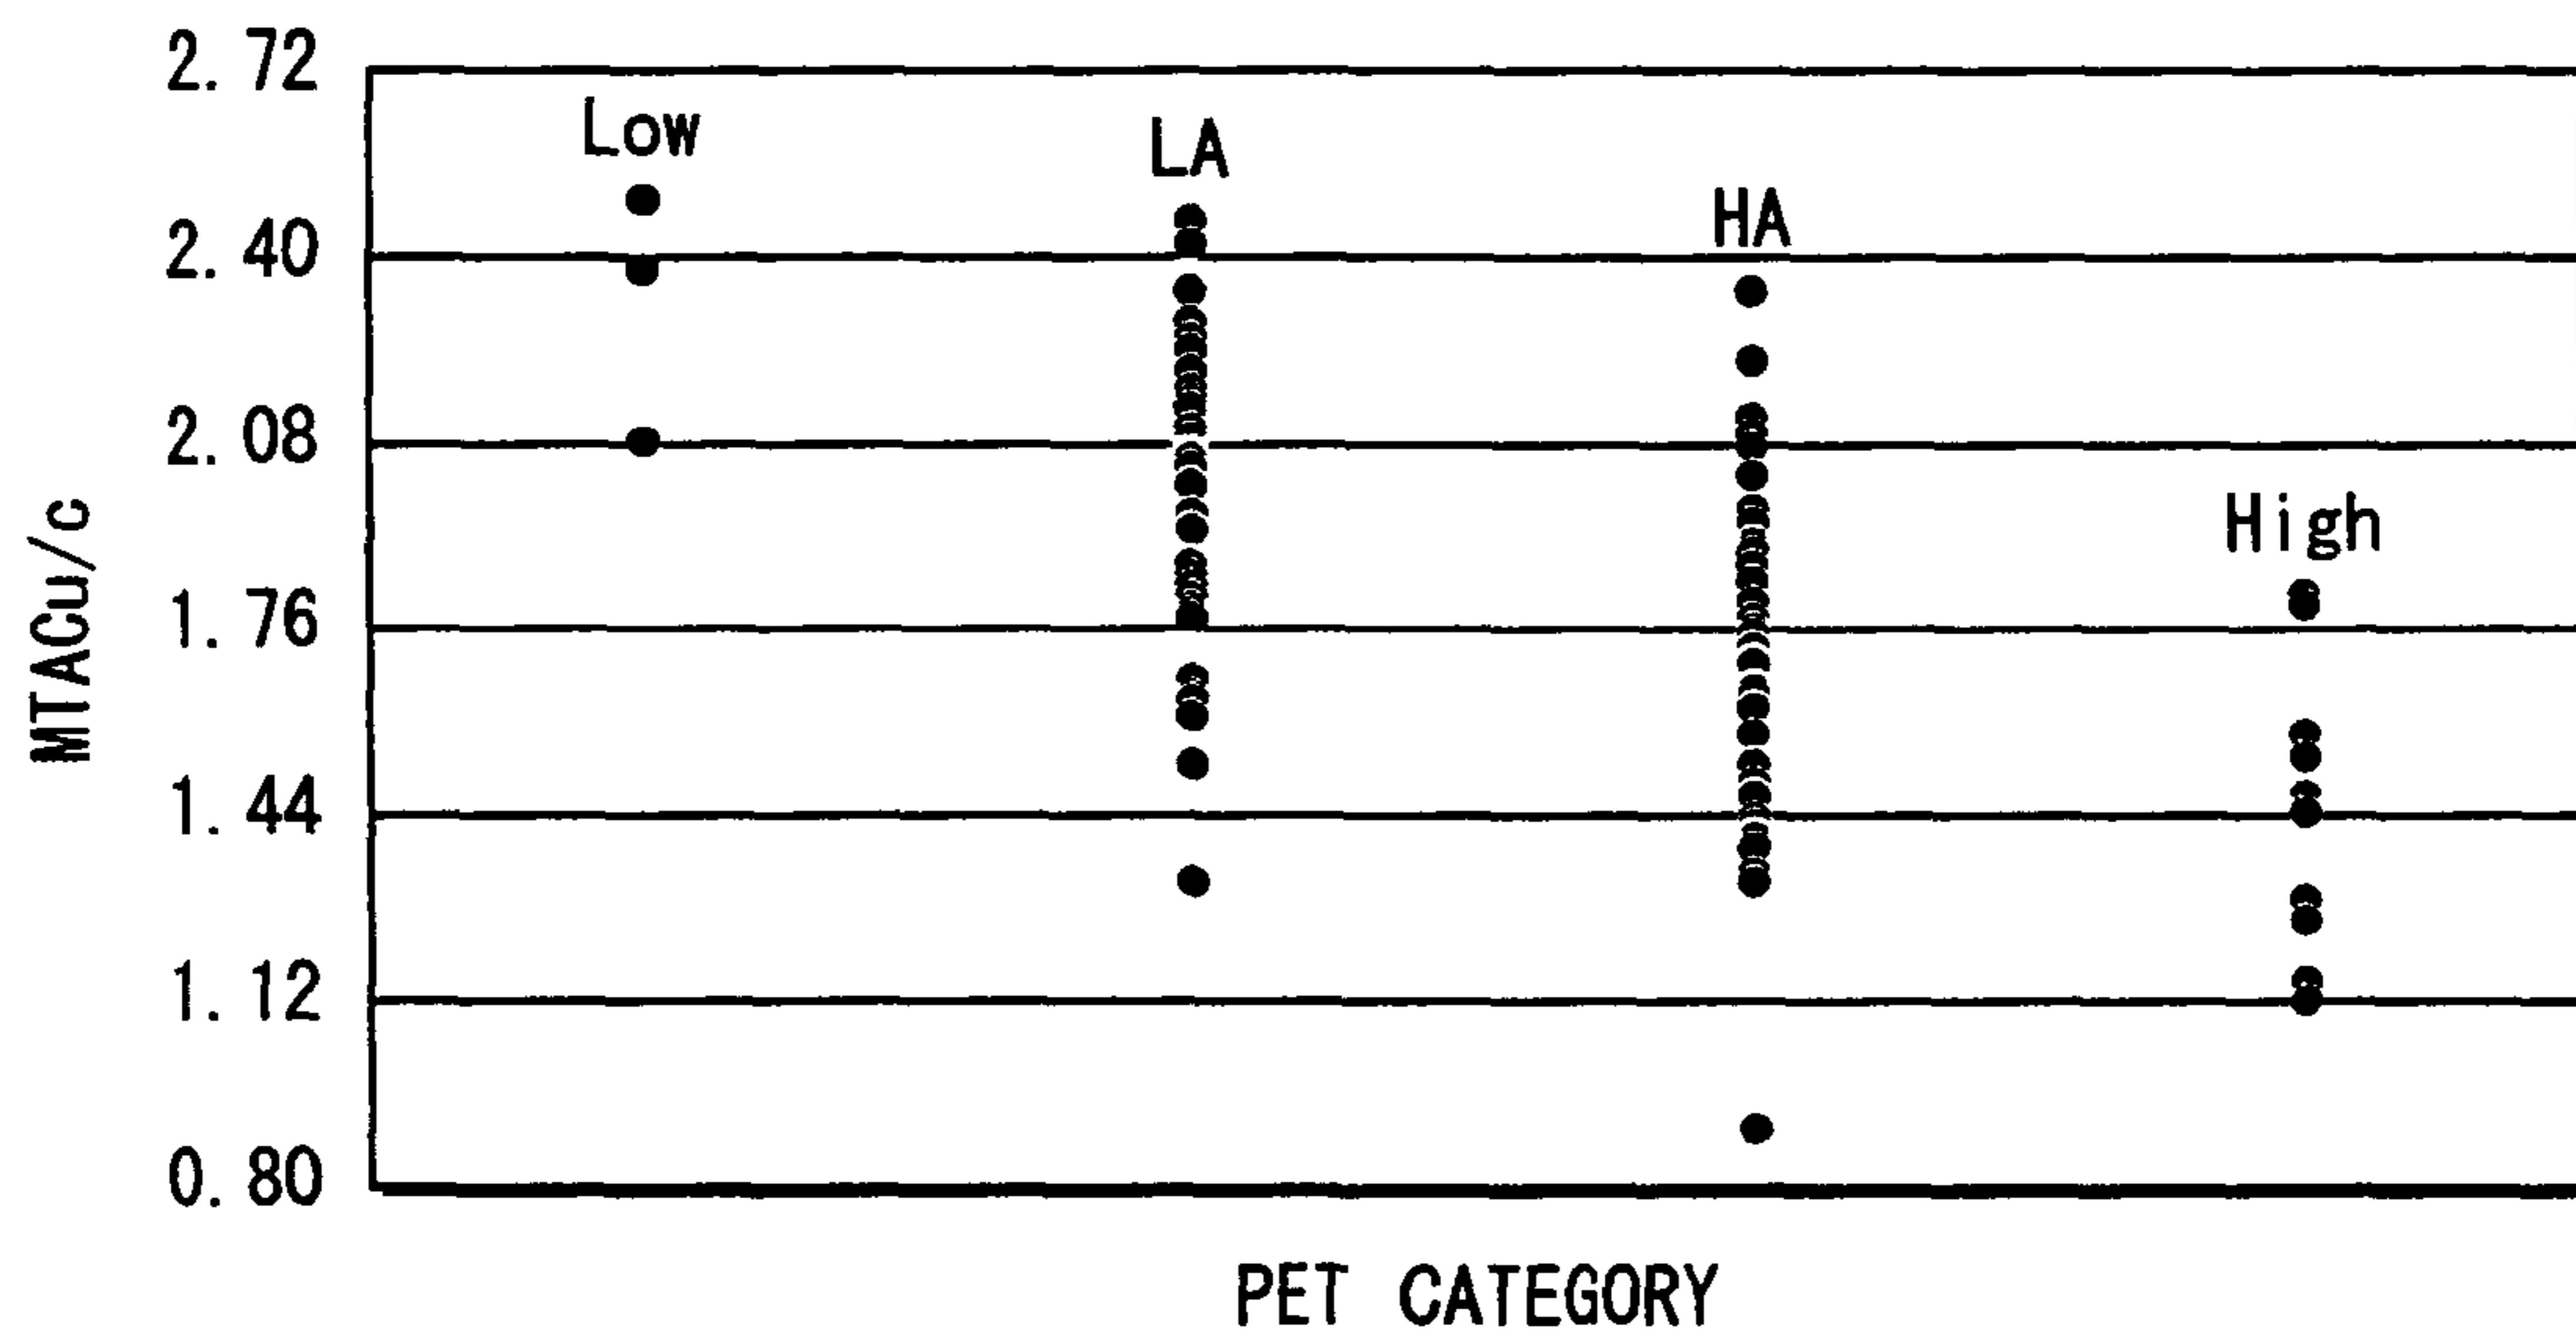 2.72
Low
LA
2.40
HA
2.08
High
MTACu/c
1.76
1.44
1.12
0.80
PET CATEGORY